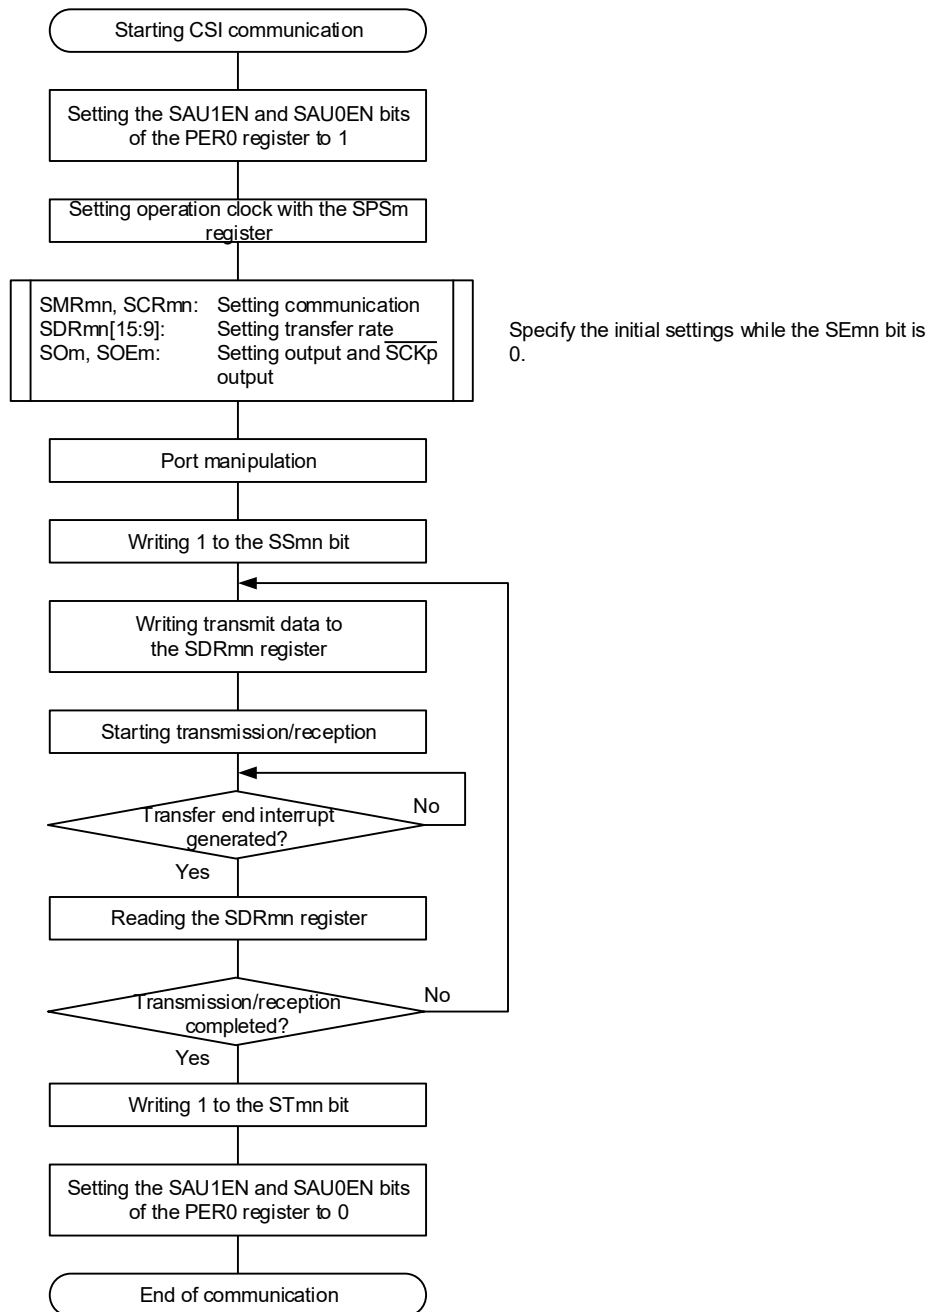 Starting CSI communication
Setting the SAU1EN and SAU0EN bits
of the PER0 register to 1
Setting operation clock with the SPSm
register
SMRmn, SCRmn: Setting communication
SDRmn[15:9]: Setting transfer rate
SOm, SOEm: Setting output and S̅C̅K̅p̅
output
Specify the initial settings while the SEmn bit is
0.
Port manipulation
Writing 1 to the SSmn bit
Writing transmit data to
the SDRmn register
Starting transmission/reception
Transfer end interrupt
generated?
No
Yes
Reading the SDRmn register
Transmission/reception
completed?
No
Yes
Writing 1 to the STmn bit
Setting the SAU1EN and SAU0EN bits
of the PER0 register to 0
End of communication